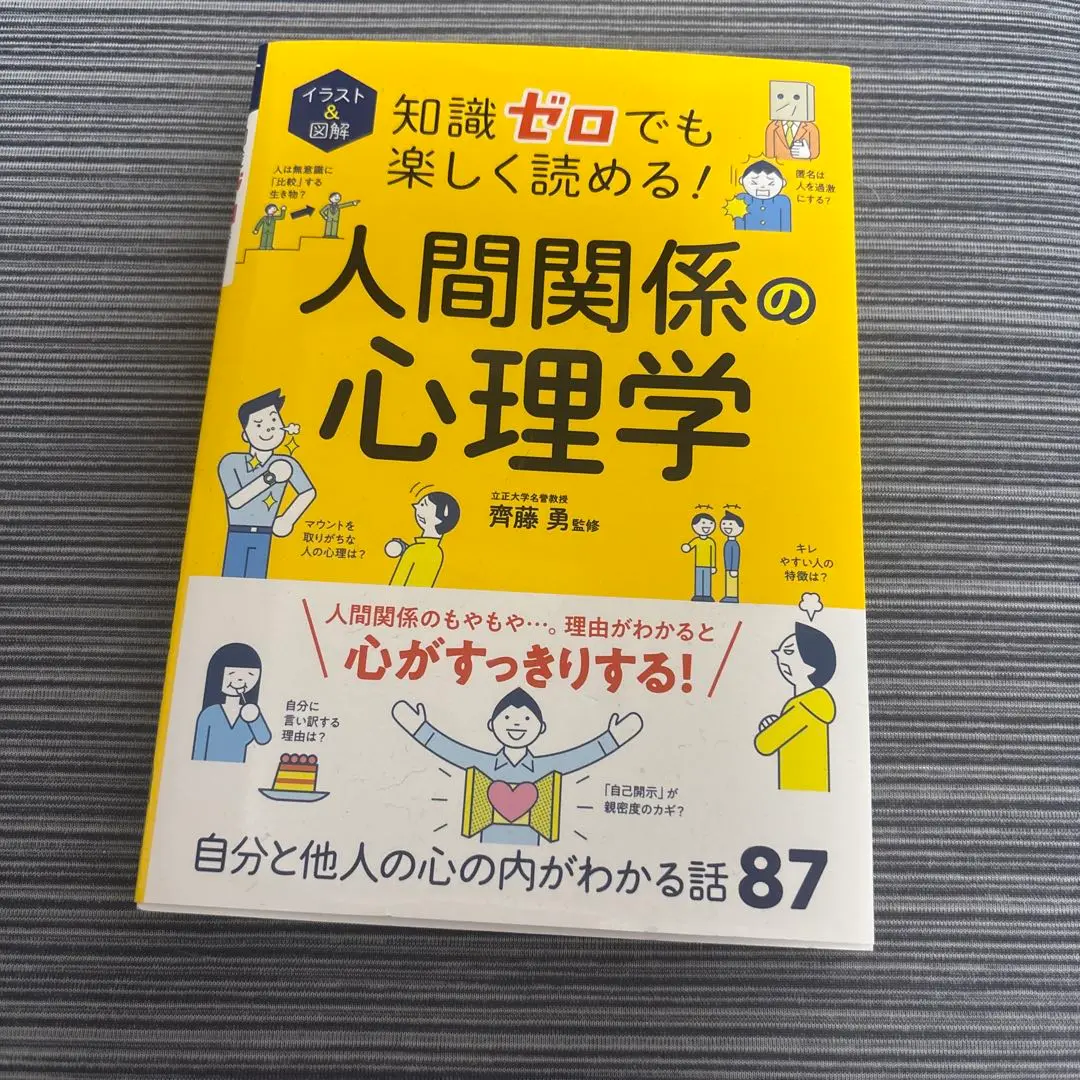 イラスト
&
図解
知識ゼロでも
楽しく読める!
人は無意識に
「比較」する
生き物?
匿名は
人を過激
にする?
人間関係の
心理学
立正大学名誉教授
齊藤 勇監修
マウントを
取りがちな
人の心理は?
キレ
やすい人の
特徴は?
人間関係のもやもや…。理由がわかると
心がすっきりする!
自分に
言い訳する
理由は?
「自己開示」が
親密度のカギ?
自分と他人の心の内がわかる話87